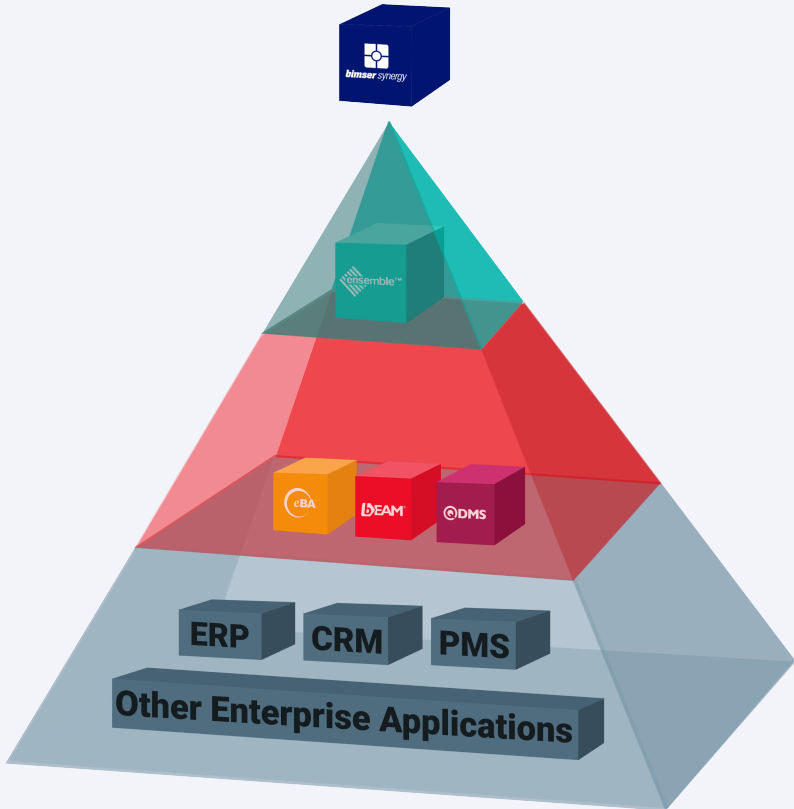 bimser synergy
ensemble™
eBA
bEAM
QDMS
ERP
CRM
PMS
Other Enterprise Applications